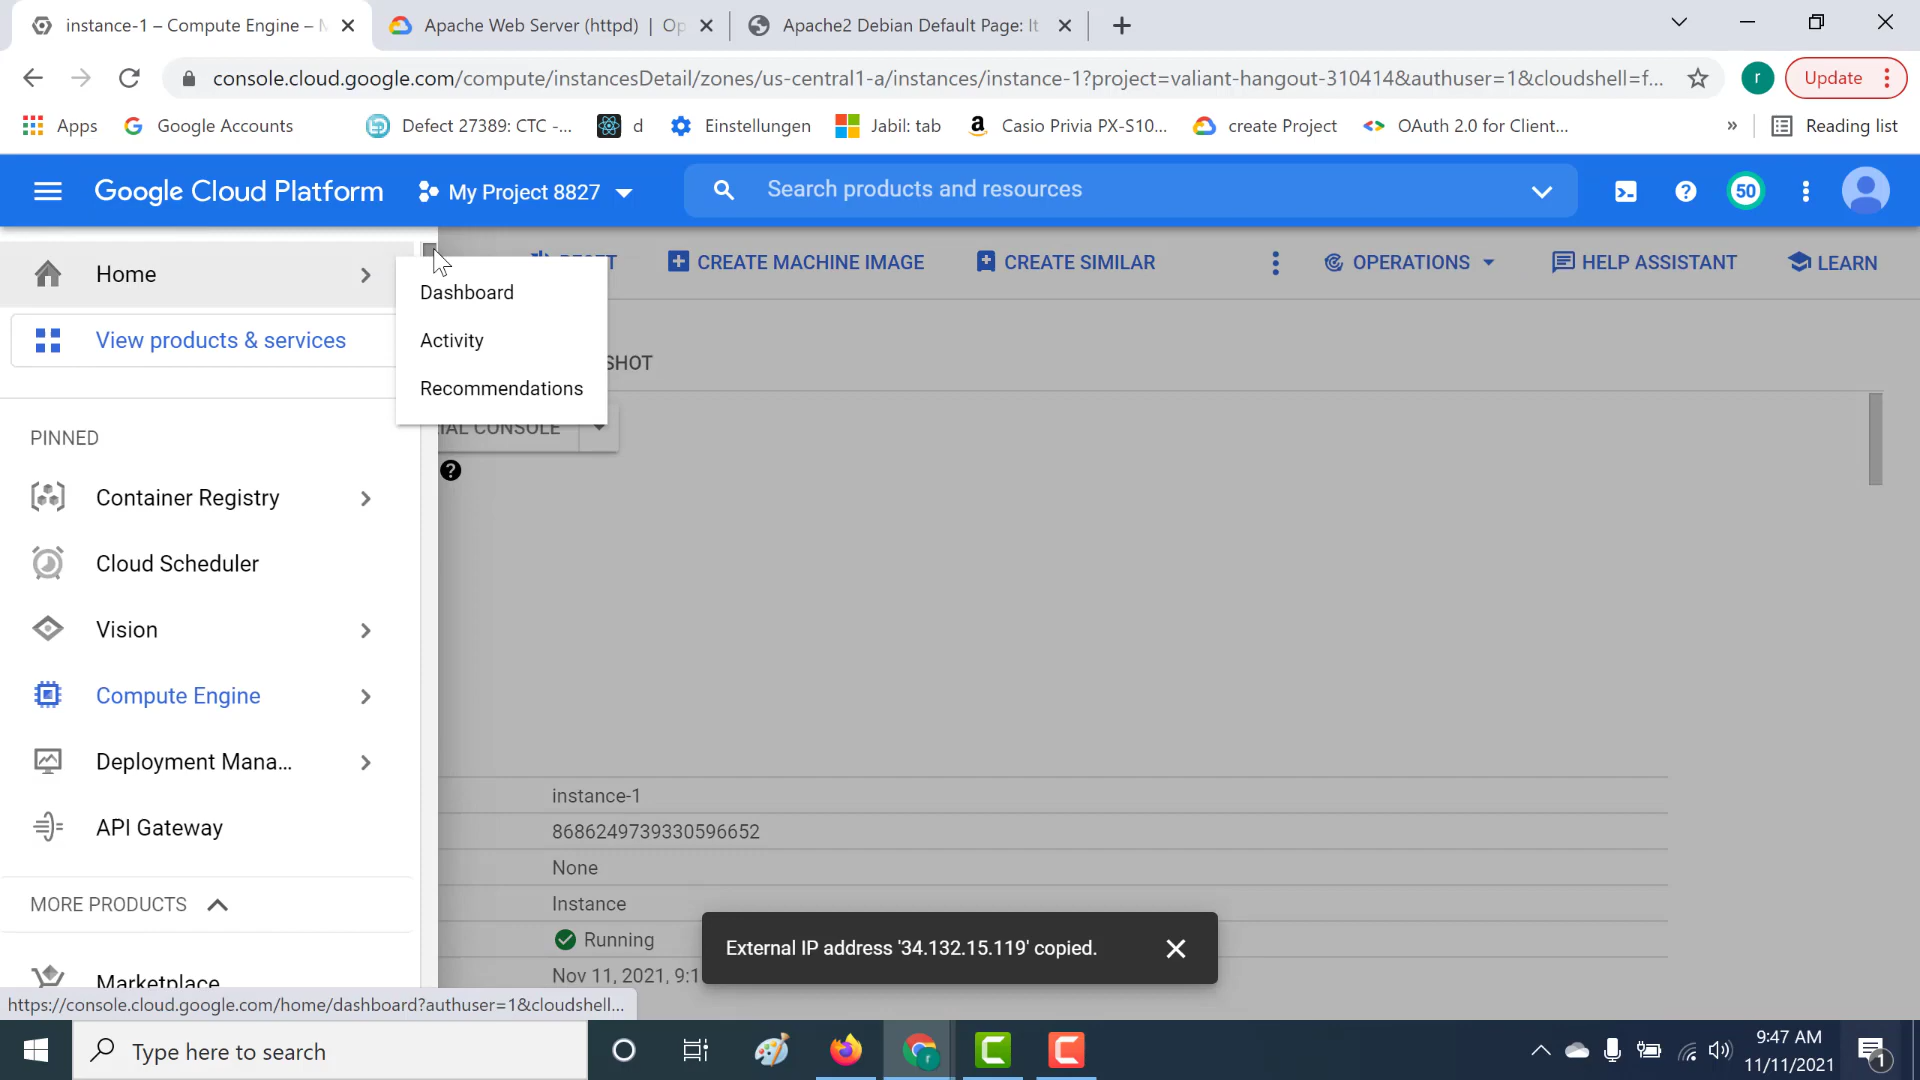 instance-1 – Compute Engine – M
Apache Web Server (httpd) | Op
Apache2 Debian Default Page: It
console.cloud.google.com/compute/instancesDetail/zones/us-central1-a/instances/instance-1?project=valiant-hangout-310414&authuser=1&cloudshell=f...
r
Update
Apps
Google Accounts
Defect 27389: CTC -...
d
Einstellungen
Jabil: tab
Casio Privia PX-S10...
create Project
OAuth 2.0 for Client...
»
Reading list
Google Cloud Platform
My Project 8827
Search products and resources
50
Home
RESET
CREATE MACHINE IMAGE
CREATE SIMILAR
OPERATIONS
HELP ASSISTANT
LEARN
Dashboard
View products & services
Activity
SHOT
Recommendations
IAL CONSOLE
PINNED
Container Registry
Cloud Scheduler
Vision
Compute Engine
Deployment Mana...
instance-1
API Gateway
8686249739330596652
None
MORE PRODUCTS
Instance
Running
External IP address '34.132.15.119' copied.
Marketplace
Nov 11, 2021, 9:1
https://console.cloud.google.com/home/dashboard?authuser=1&cloudshell...
Type here to search
9:47 AM
11/11/2021
1